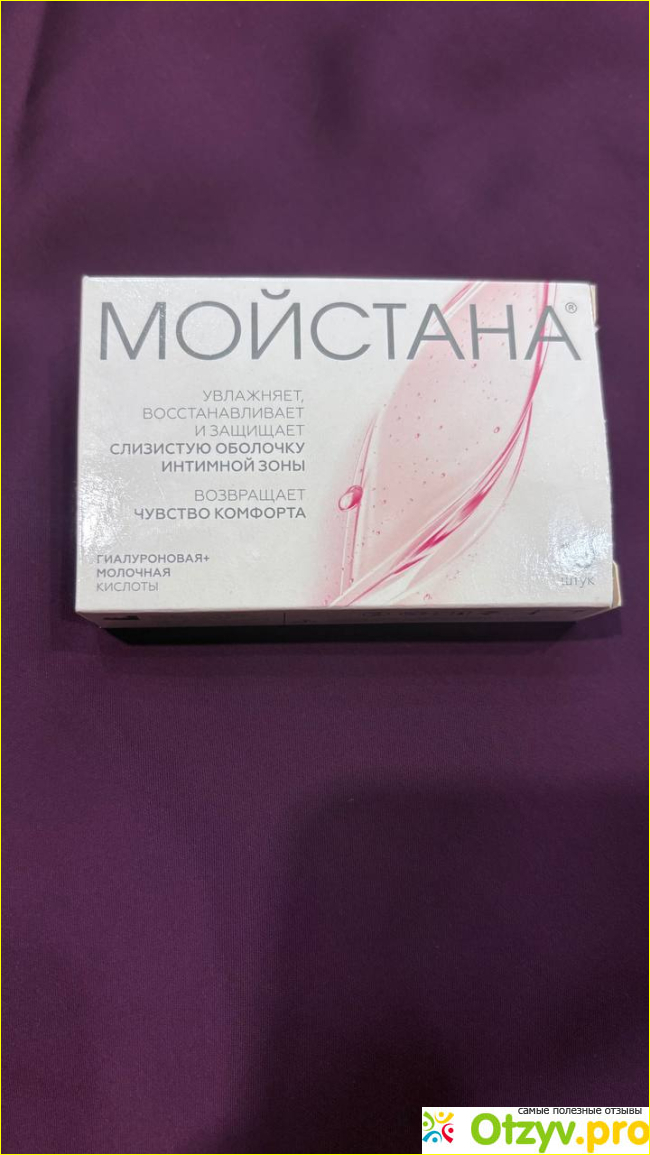 МОЙСТАНА®
УВЛАЖНЯЕТ,
ВОССТАНАВЛИВАЕТ
И ЗАЩИЩАЕТ
СЛИЗИСТУЮ ОБОЛОЧКУ
ИНТИМНОЙ ЗОНЫ
ВОЗВРАЩАЕТ
ЧУВСТВО КОМФОРТА
ГИАЛУРОНОВАЯ+
МОЛОЧНАЯ
КИСЛОТЫ
ШТУК
самые полезные отзывы
Otzyv.pro